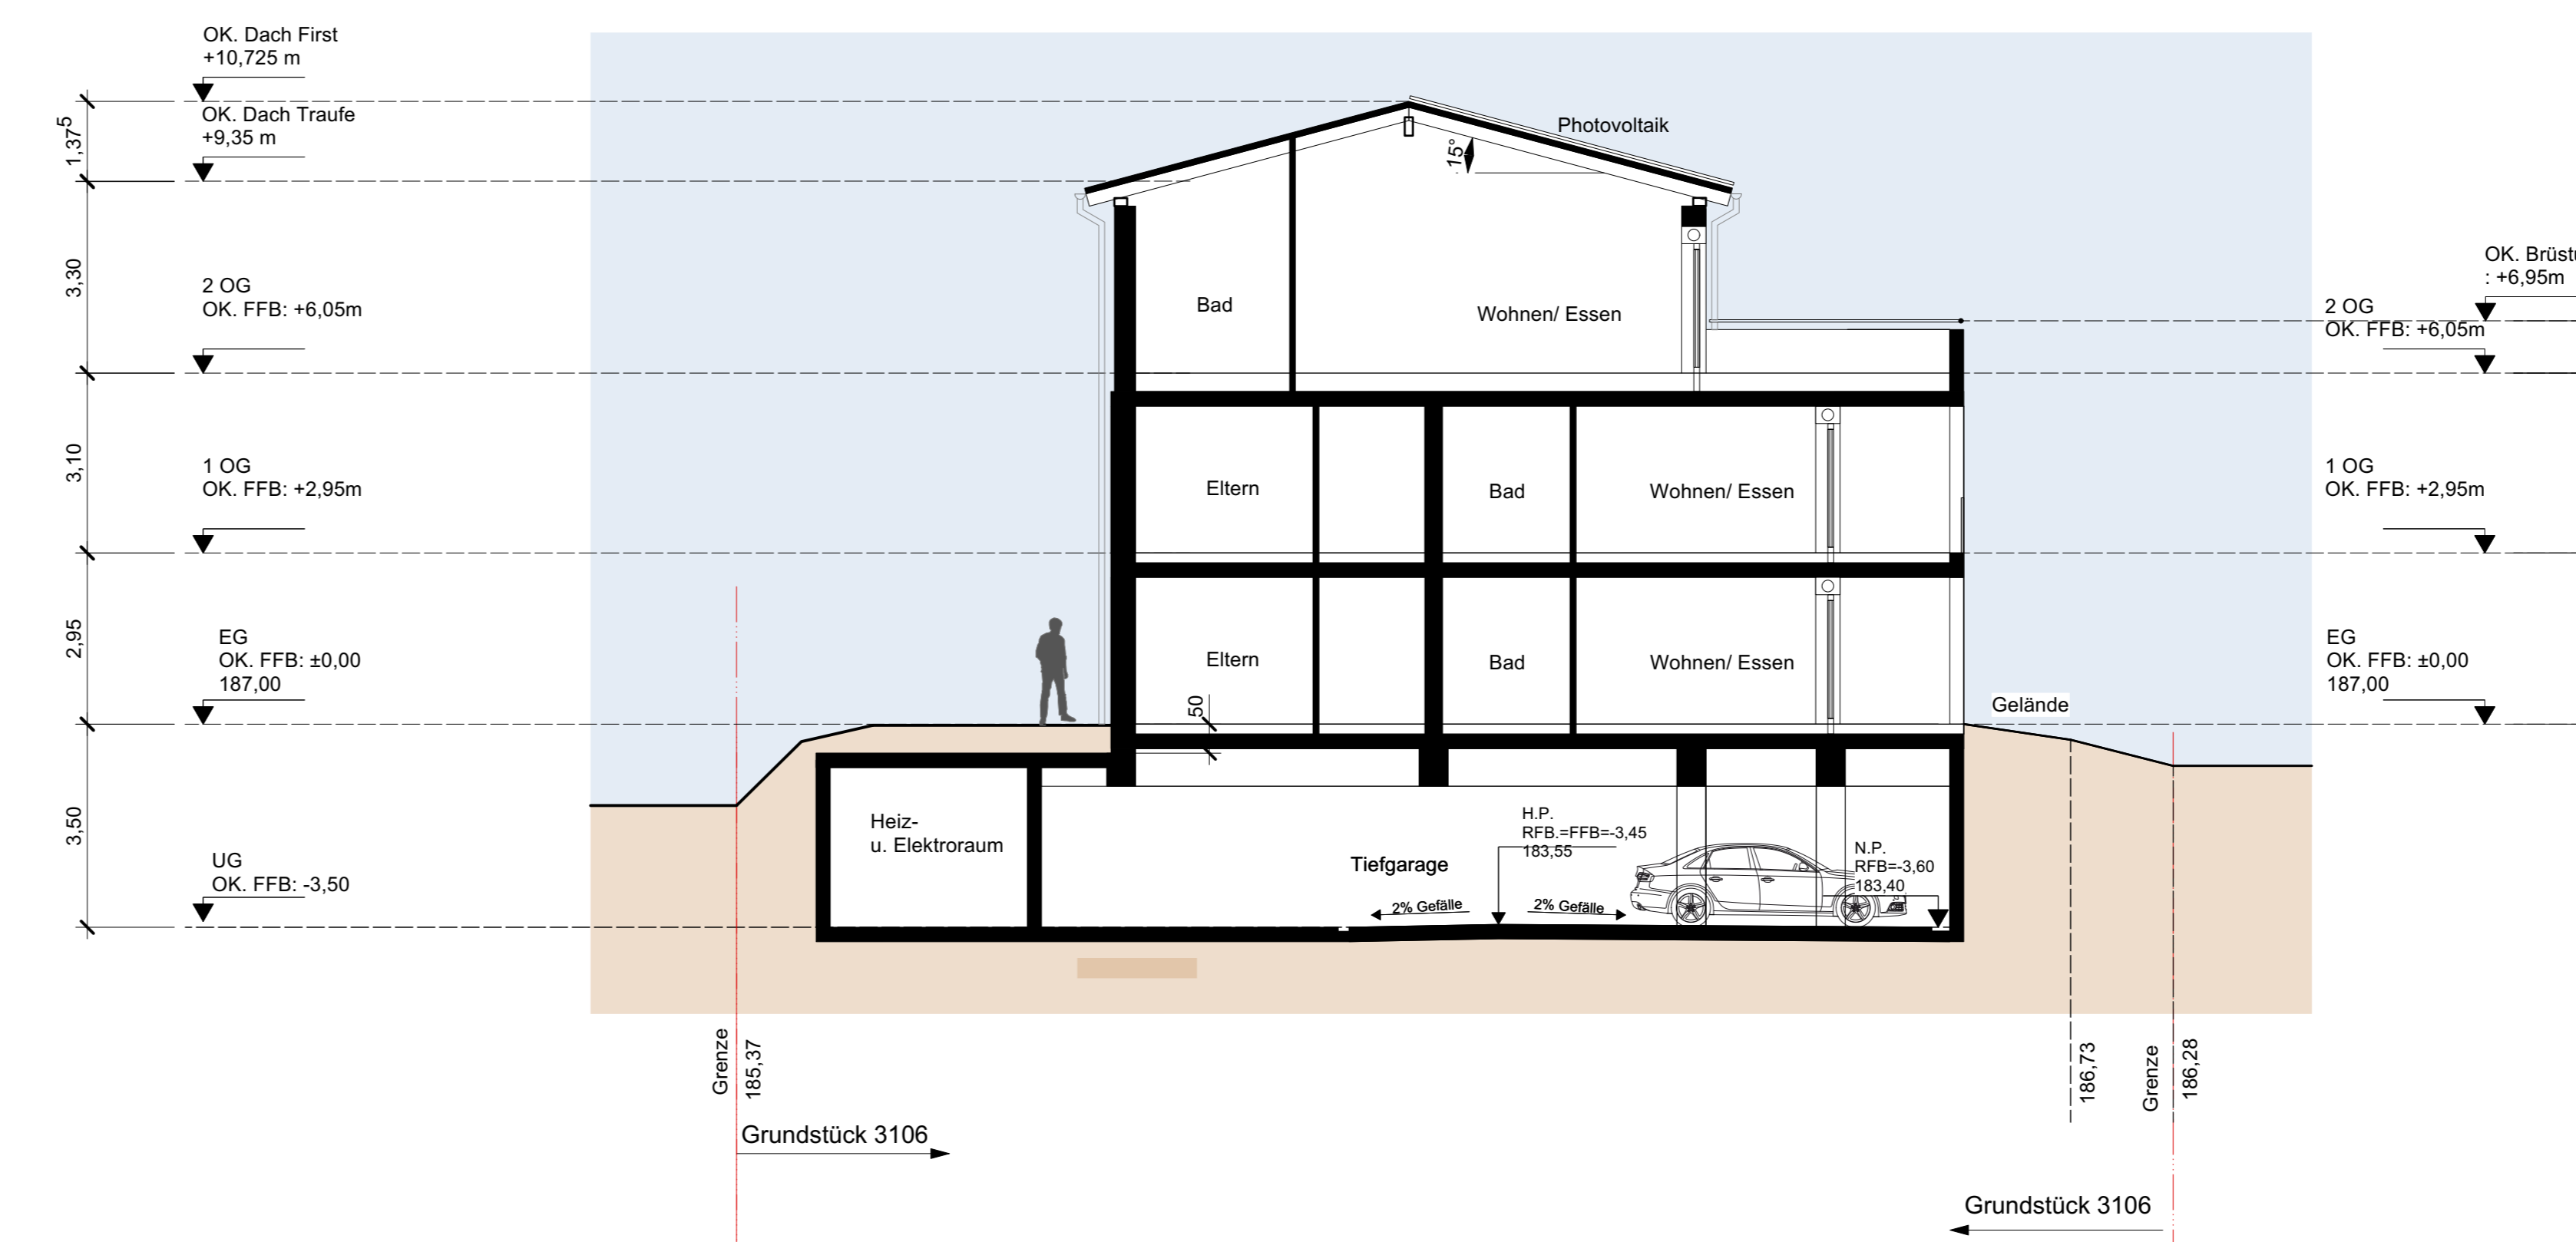 OK. Dach First
+10,725 m
OK. Dach Traufe
+9,35 m
1,37⁵
3,30
2 OG
OK. FFB: +6,05m
3,10
1 OG
OK. FFB: +2,95m
2,95
EG
OK. FFB: ±0,00
187,00
3,50
UG
OK. FFB: -3,50
Photovoltaik
15°
Bad
Wohnen/ Essen
Eltern
Bad
Wohnen/ Essen
Eltern
Bad
Wohnen/ Essen
50
Heiz-
u. Elektroraum
Tiefgarage
H.P.
RFB.=FFB=-3,45
183,55
2% Gefälle
2% Gefälle
N.P.
RFB=-3,60
183,40
Gelände
OK. Brüstu
: +6,95m
2 OG
OK. FFB: +6,05m
1 OG
OK. FFB: +2,95m
EG
OK. FFB: ±0,00
187,00
Grenze
185,37
Grundstück 3106
186,73
Grenze
186,28
Grundstück 3106